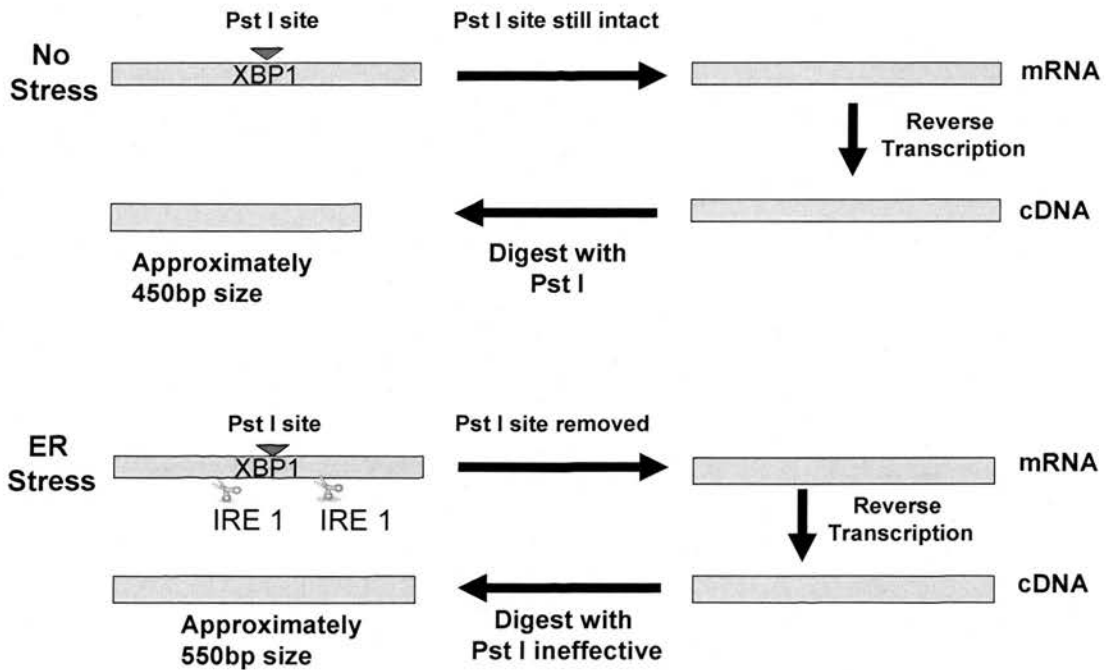 Pst I site
Pst I site still intact
No
Stress
XBP1
mRNA
Reverse
Transcription
cDNA
Digest with
Pst I
Approximately
450bp size
Pst I site
Pst I site removed
ER
Stress
XBP1
mRNA
IRE 1 IRE 1
Reverse
Transcription
cDNA
Digest with
Pst I ineffective
Approximately
550bp size